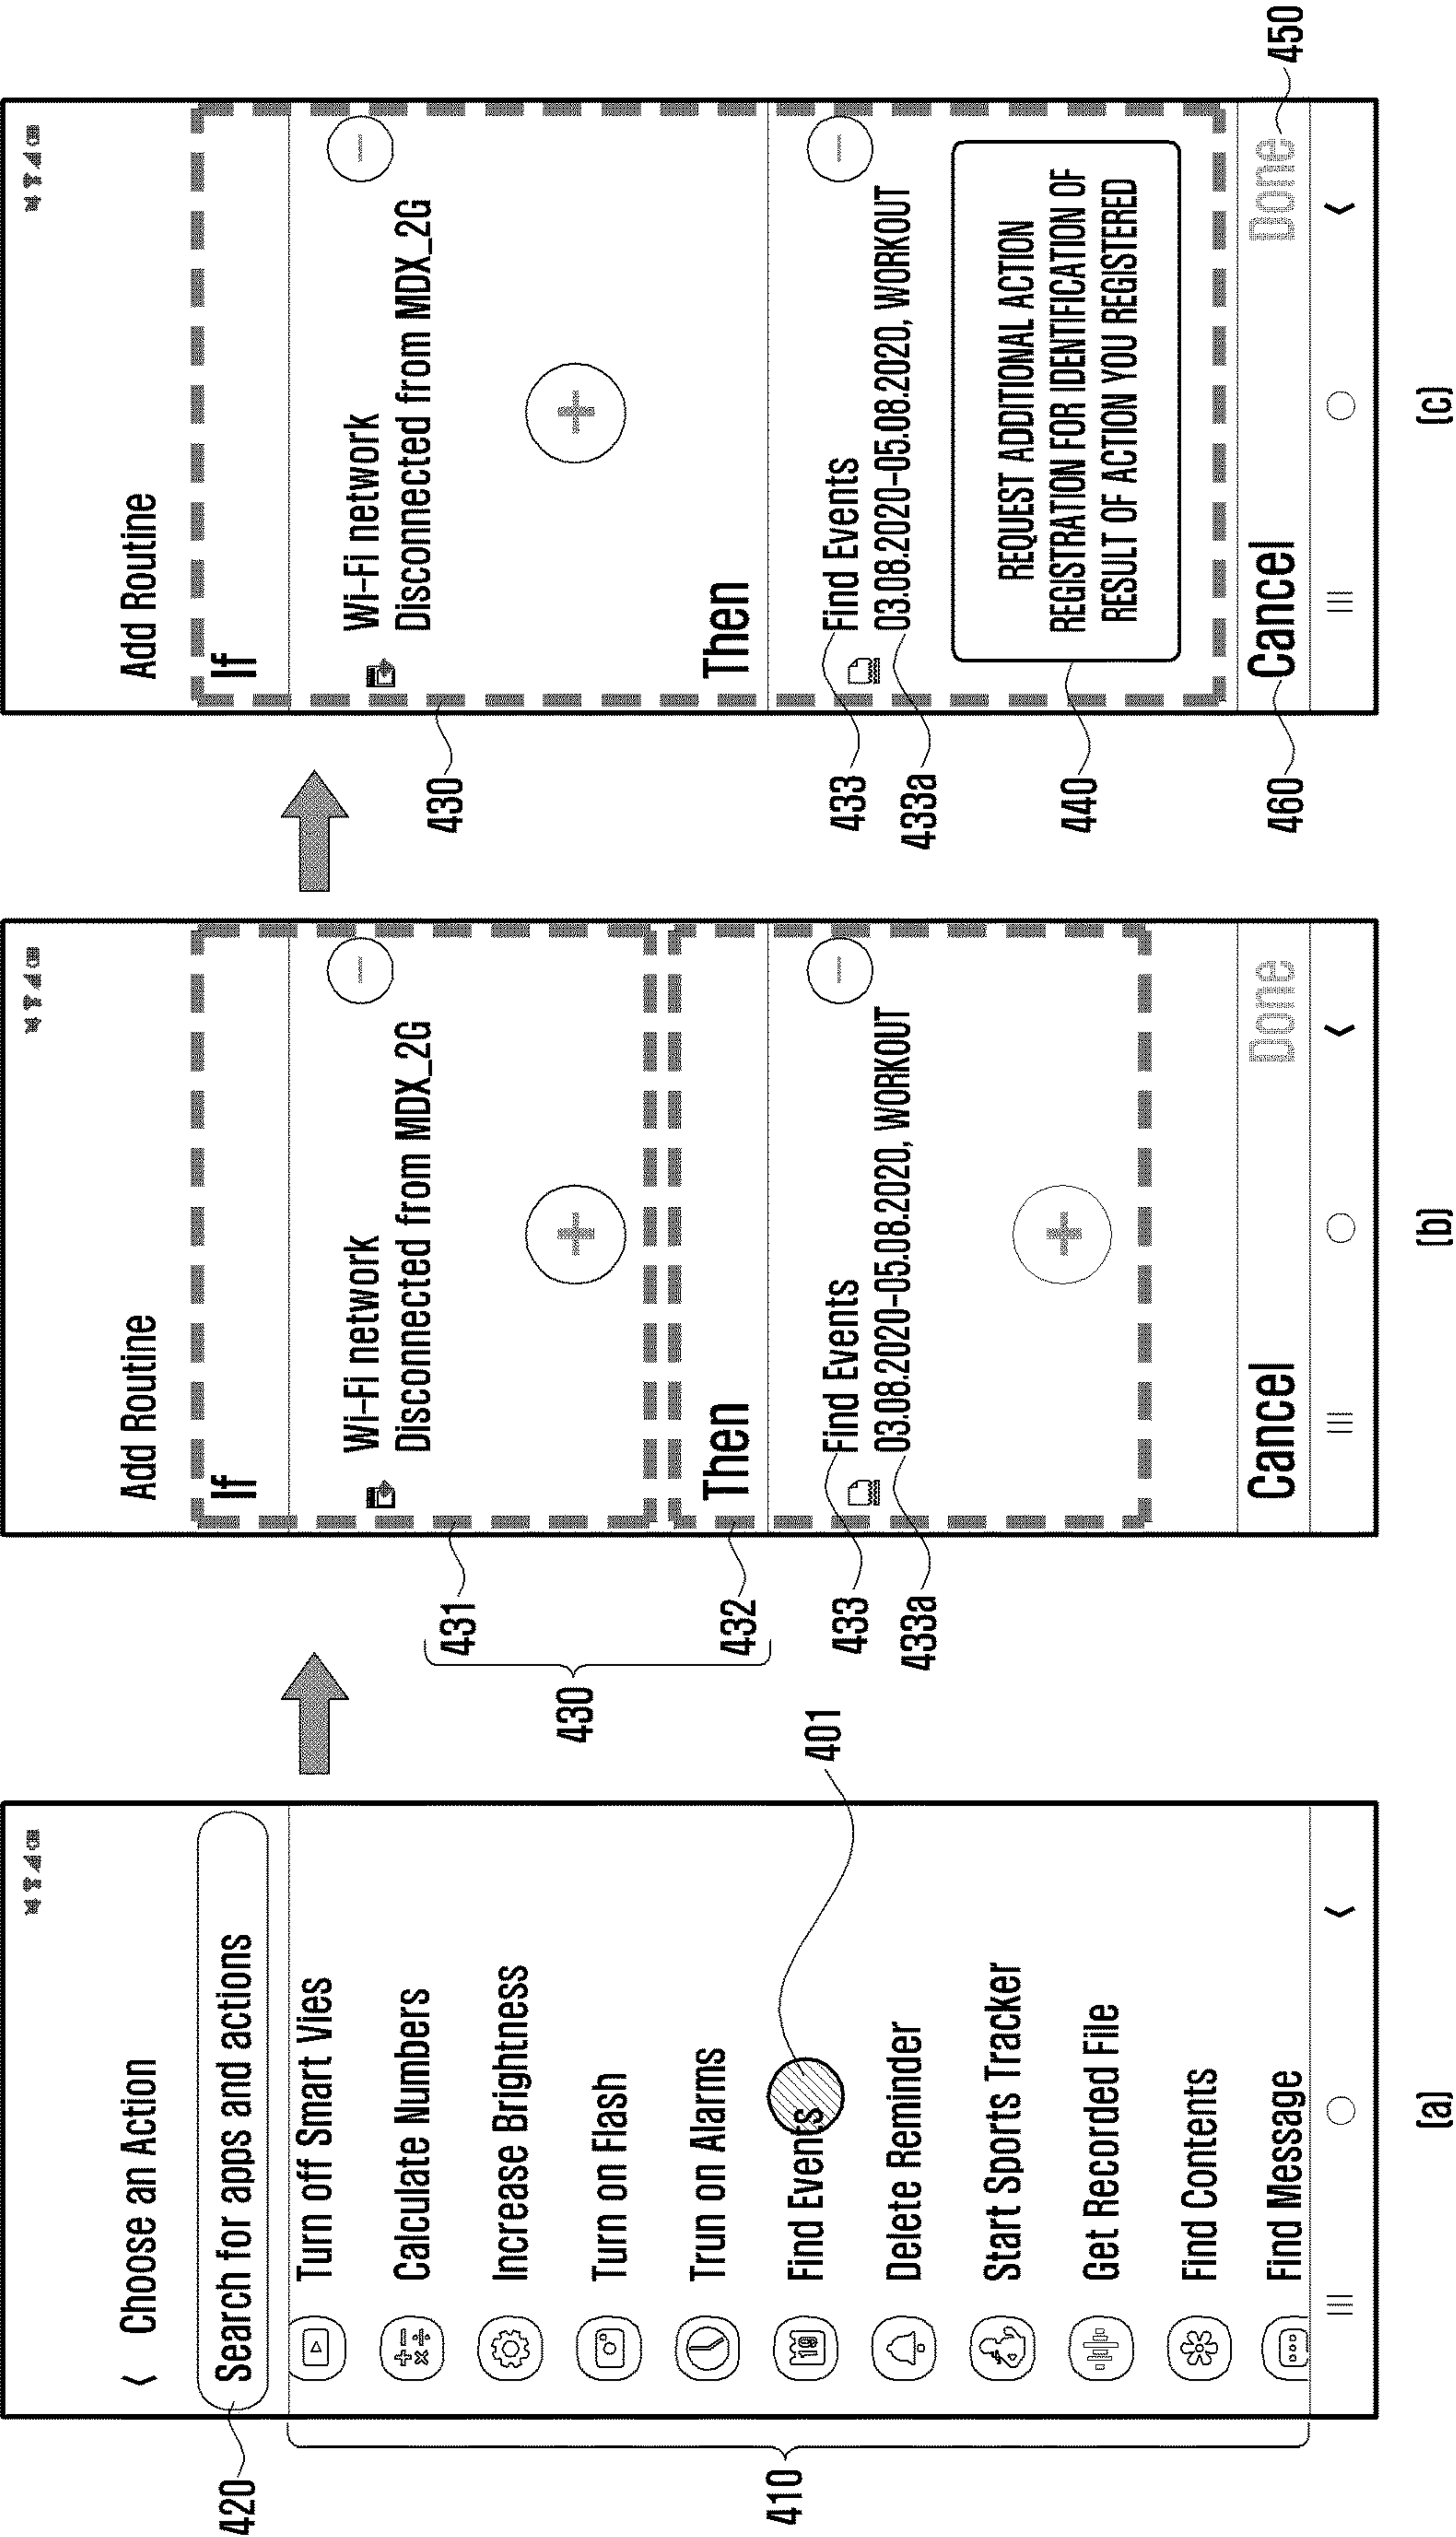 Choose an Action
420
Search for apps and actions
Turn off Smart Vies
Calculate Numbers
Increase Brightness
Turn on Flash
Trun on Alarms
410
19
Find Events
401
Delete Reminder
Start Sports Tracker
Get Recorded File
Find Contents
Find Message
(a)
Add Routine
If
431
Wi-Fi network
Disconnected from MDX_2G
430
432
Then
433
Find Events
433a
03.08.2020-05.08.2020, WORKOUT
Cancel
Done
(b)
Add Routine
If
430
Wi-Fi network
Disconnected from MDX_2G
Then
433
Find Events
433a
03.08.2020-05.08.2020, WORKOUT
440
REQUEST ADDITIONAL ACTION
REGISTRATION FOR IDENTIFICATION OF
RESULT OF ACTION YOU REGISTERED
460
Cancel
Done
450
(c)